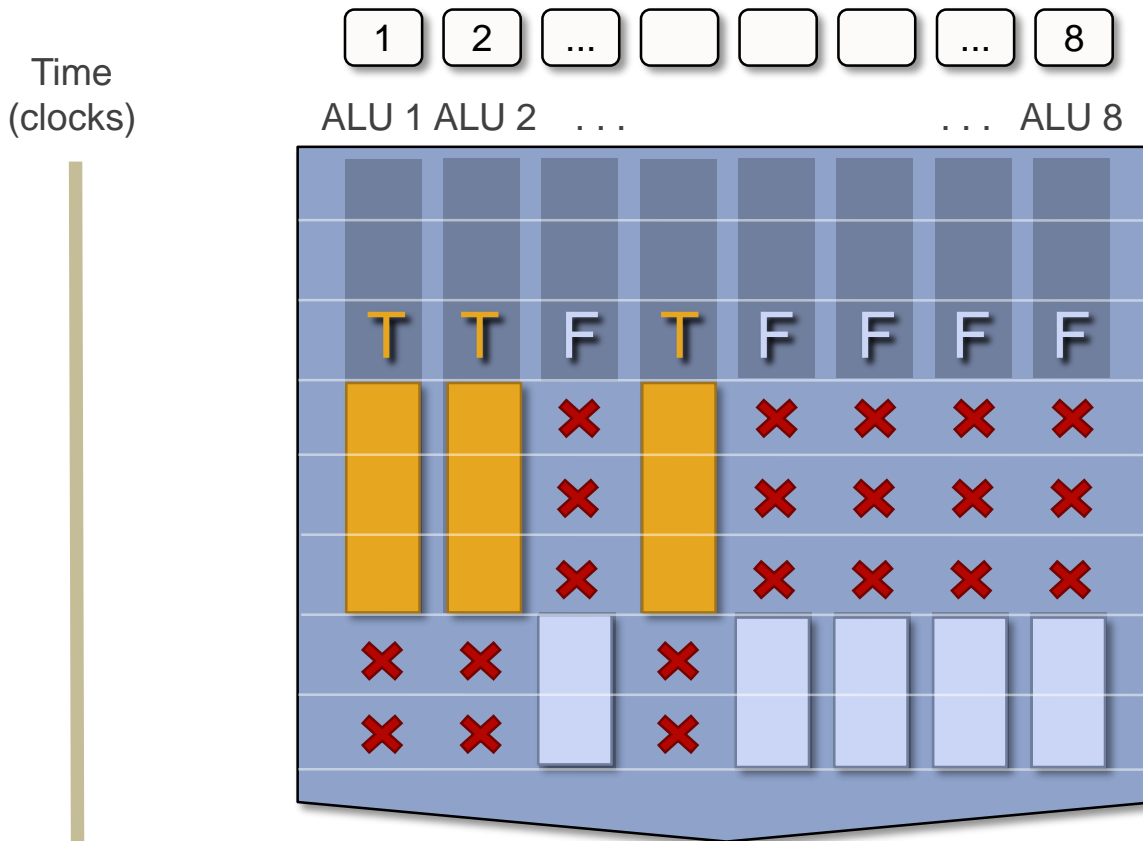 1 2 ... ... 8
Time
(clocks)
ALU 1 ALU 2 . . . . . . ALU 8
T T F T F F F F